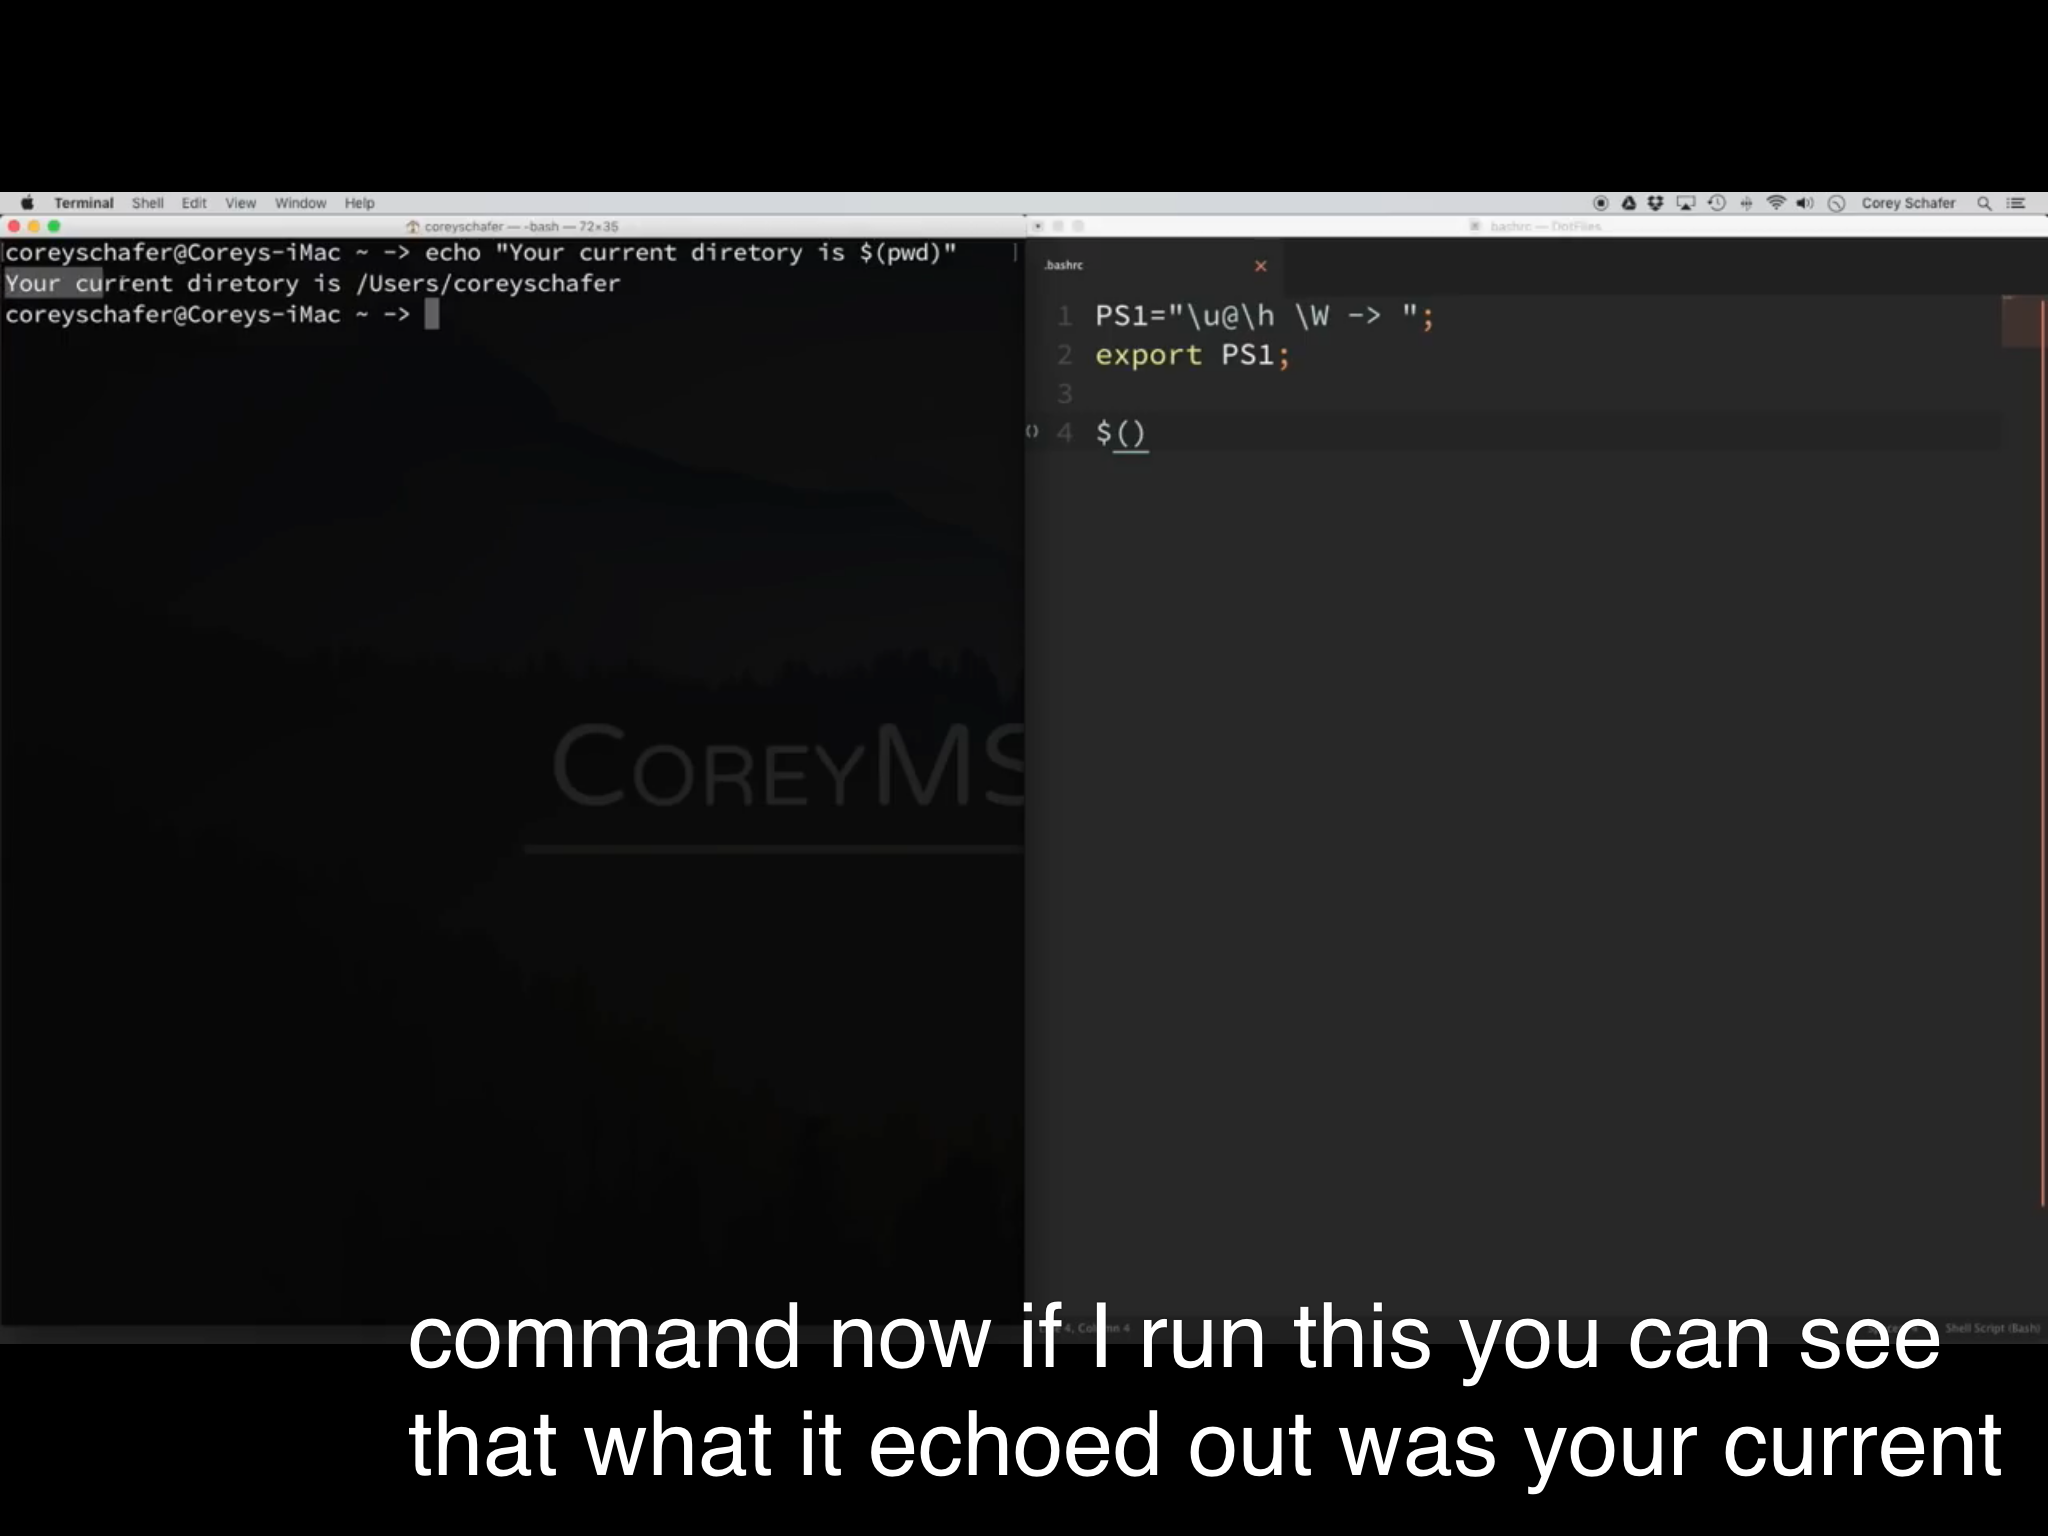 Terminal Shell Edit View Window Help Corey Schafer
coreyschafer — -bash — 72×35
bashrc — DotFiles
coreyschafer@Coreys-iMac ~ -> echo "Your current diretory is $(pwd)"
Your current diretory is /Users/coreyschafer
coreyschafer@Coreys-iMac ~ ->
.bashrc
1 PS1="\u@\h \W -> ";
2 export PS1;
3
4 $()
COREYMS
4, Column 4
Shell Script (Bash)
command now if I run this you can see
that what it echoed out was your current